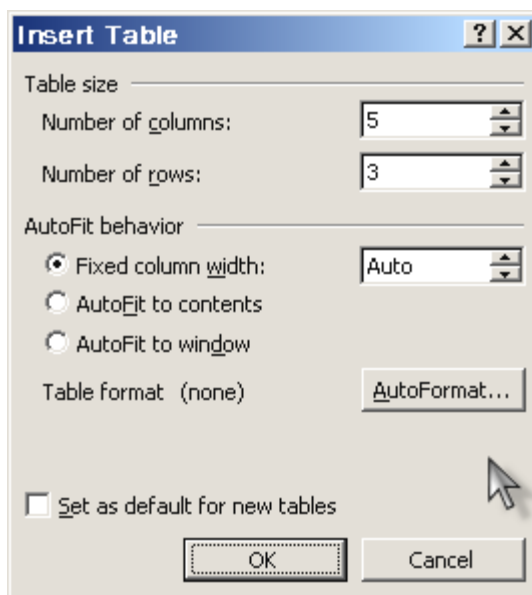 Insert Table
Table size
Number of columns: 5
Number of rows: 3
AutoFit behavior
Fixed column width: Auto
AutoFit to contents
AutoFit to window
Table format (none) AutoFormat...
Set as default for new tables
OK Cancel